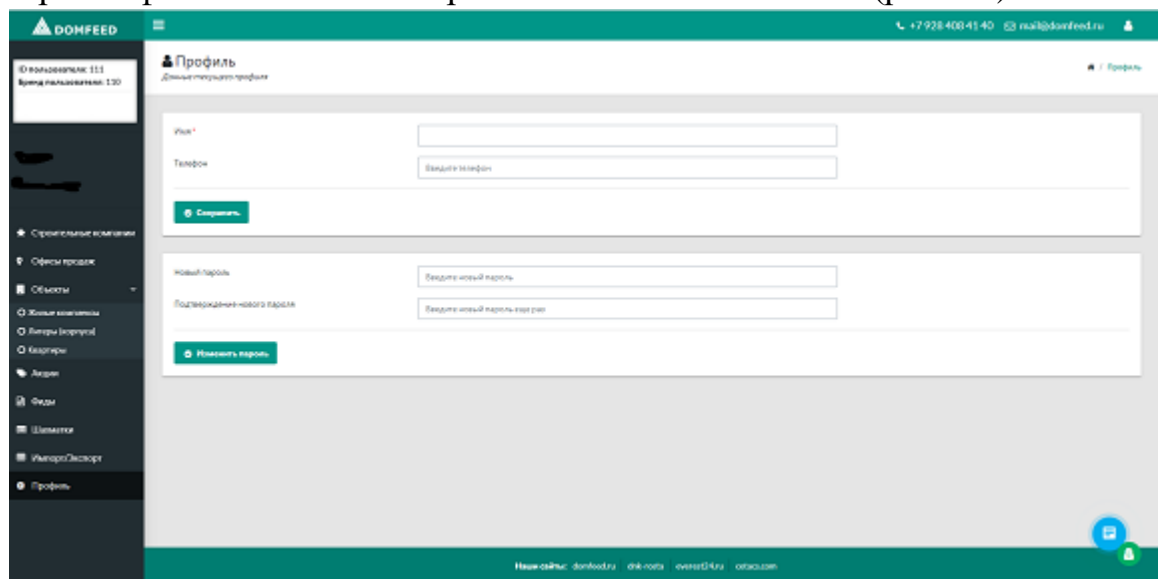 DOMFEED
+7 928 408 41 40 mail@domfeed.ru
ID пользователя: 111
Бренд пользователя: 110
Профиль
Данные текущего профиля
/ Профиль
Имя*
Телефон
Введите телефон
Сохранить
Новый пароль
Введите новый пароль
Подтверждение нового пароля
Введите новый пароль еще раз
Изменить пароль
Строительные компании
Офисы продаж
Объекты
Жилые комплексы
Литеры (корпуса)
Квартиры
Акции
Фиды
Шахматки
Импорт/Экспорт
Профиль
Наши сайты: domfeed.ru